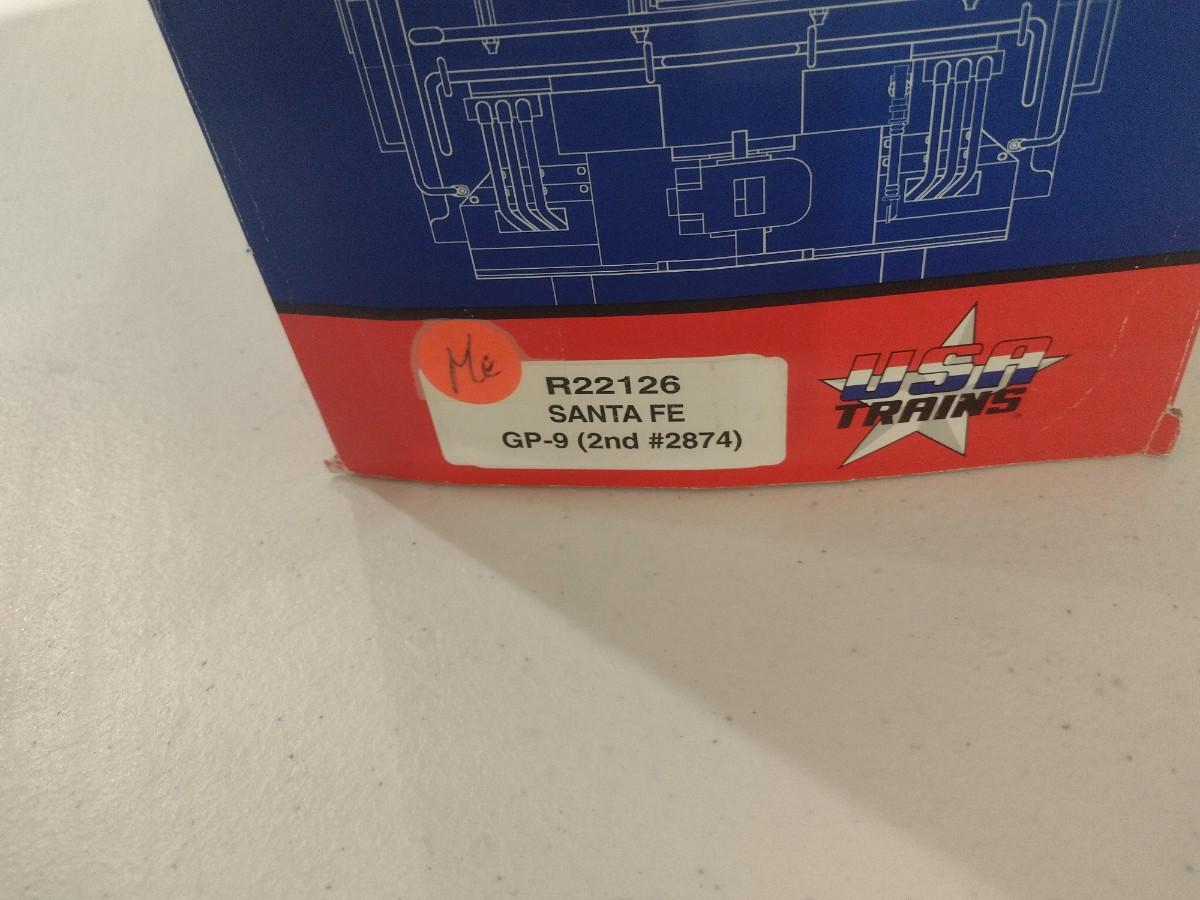 Me
R22126
SANTA FE
GP-9 (2nd #2874)
USA
TRAINS